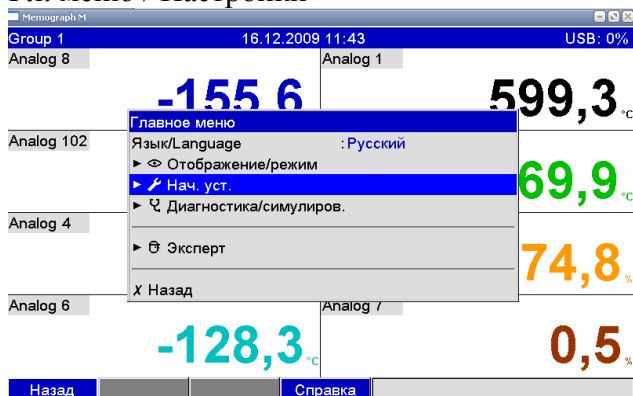 Memograph M
Group 1 16.12.2009 11:43 USB: 0%
Analog 8 Analog 1
-155,6 599,3 °C
Главное меню
Язык/Language :Русский
Отображение/режим
Нач. уст.
Диагностика/симулиров.
Эксперт
X Назад
Analog 102
69,9 °C
Analog 4
74,8 %
Analog 6 Analog 7
-128,3 °C 0,5 %
Назад Справка